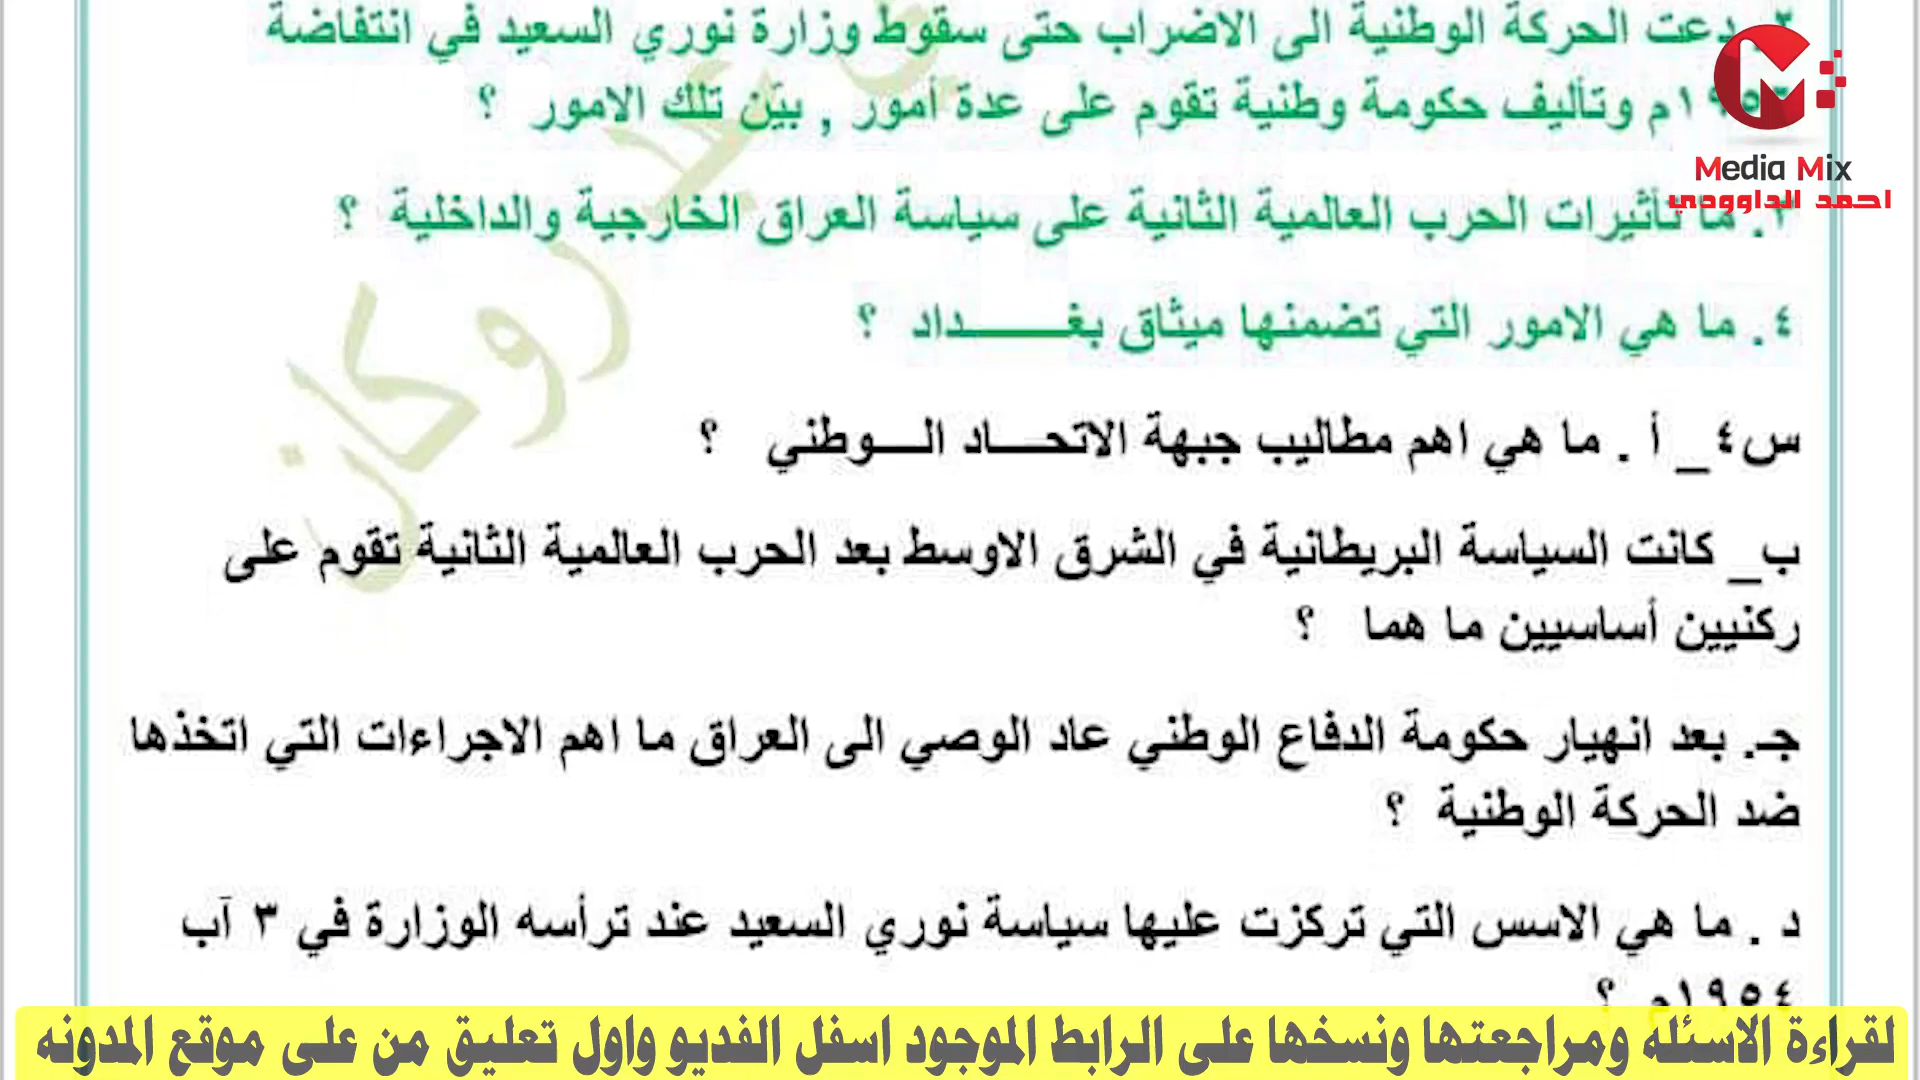 ٢. دعت الحركة الوطنية الى الاضراب حتى سقوط وزارة نوري السعيد في انتفاضة
١٩٥٢م وتأليف حكومة وطنية تقوم على عدة أمور , بيّن تلك الامور ؟
Media Mix
احمد الداوودي
٣. ما تأثيرات الحرب العالمية الثانية على سياسة العراق الخارجية والداخلية ؟
٤. ما هي الامور التي تضمنها ميثاق بغـــــــداد ؟
س٤_ أ . ما هي اهم مطاليب جبهة الاتحـــاد الـــوطني ؟
ب_ كانت السياسة البريطانية في الشرق الاوسط بعد الحرب العالمية الثانية تقوم على
ركنيين أساسيين ما هما ؟
جـ. بعد انهيار حكومة الدفاع الوطني عاد الوصي الى العراق ما اهم الاجراءات التي اتخذها
ضد الحركة الوطنية ؟
د . ما هي الاسس التي تركزت عليها سياسة نوري السعيد عند ترأسه الوزارة في ٣ آب
١٩٥٤م ؟
لقراءة الاسئله ومراجعتها ونسخها على الرابط الموجود اسفل الفديو واول تعليق من على موقع المدونه